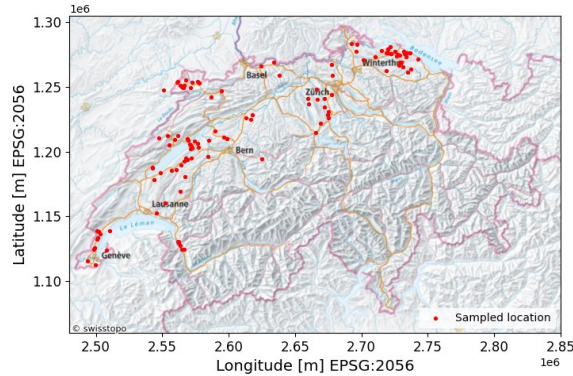 1e6
1.30
1.25
1.20
1.15
1.10
Latitude [m] EPSG:2056
Bodensee
Basel
Winterthur
Zürich
Bern
Lausanne
Le Léman
Genève
© swisstopo
Sampled location
2.50 2.55 2.60 2.65 2.70 2.75 2.80 2.85
1e6
Longitude [m] EPSG:2056